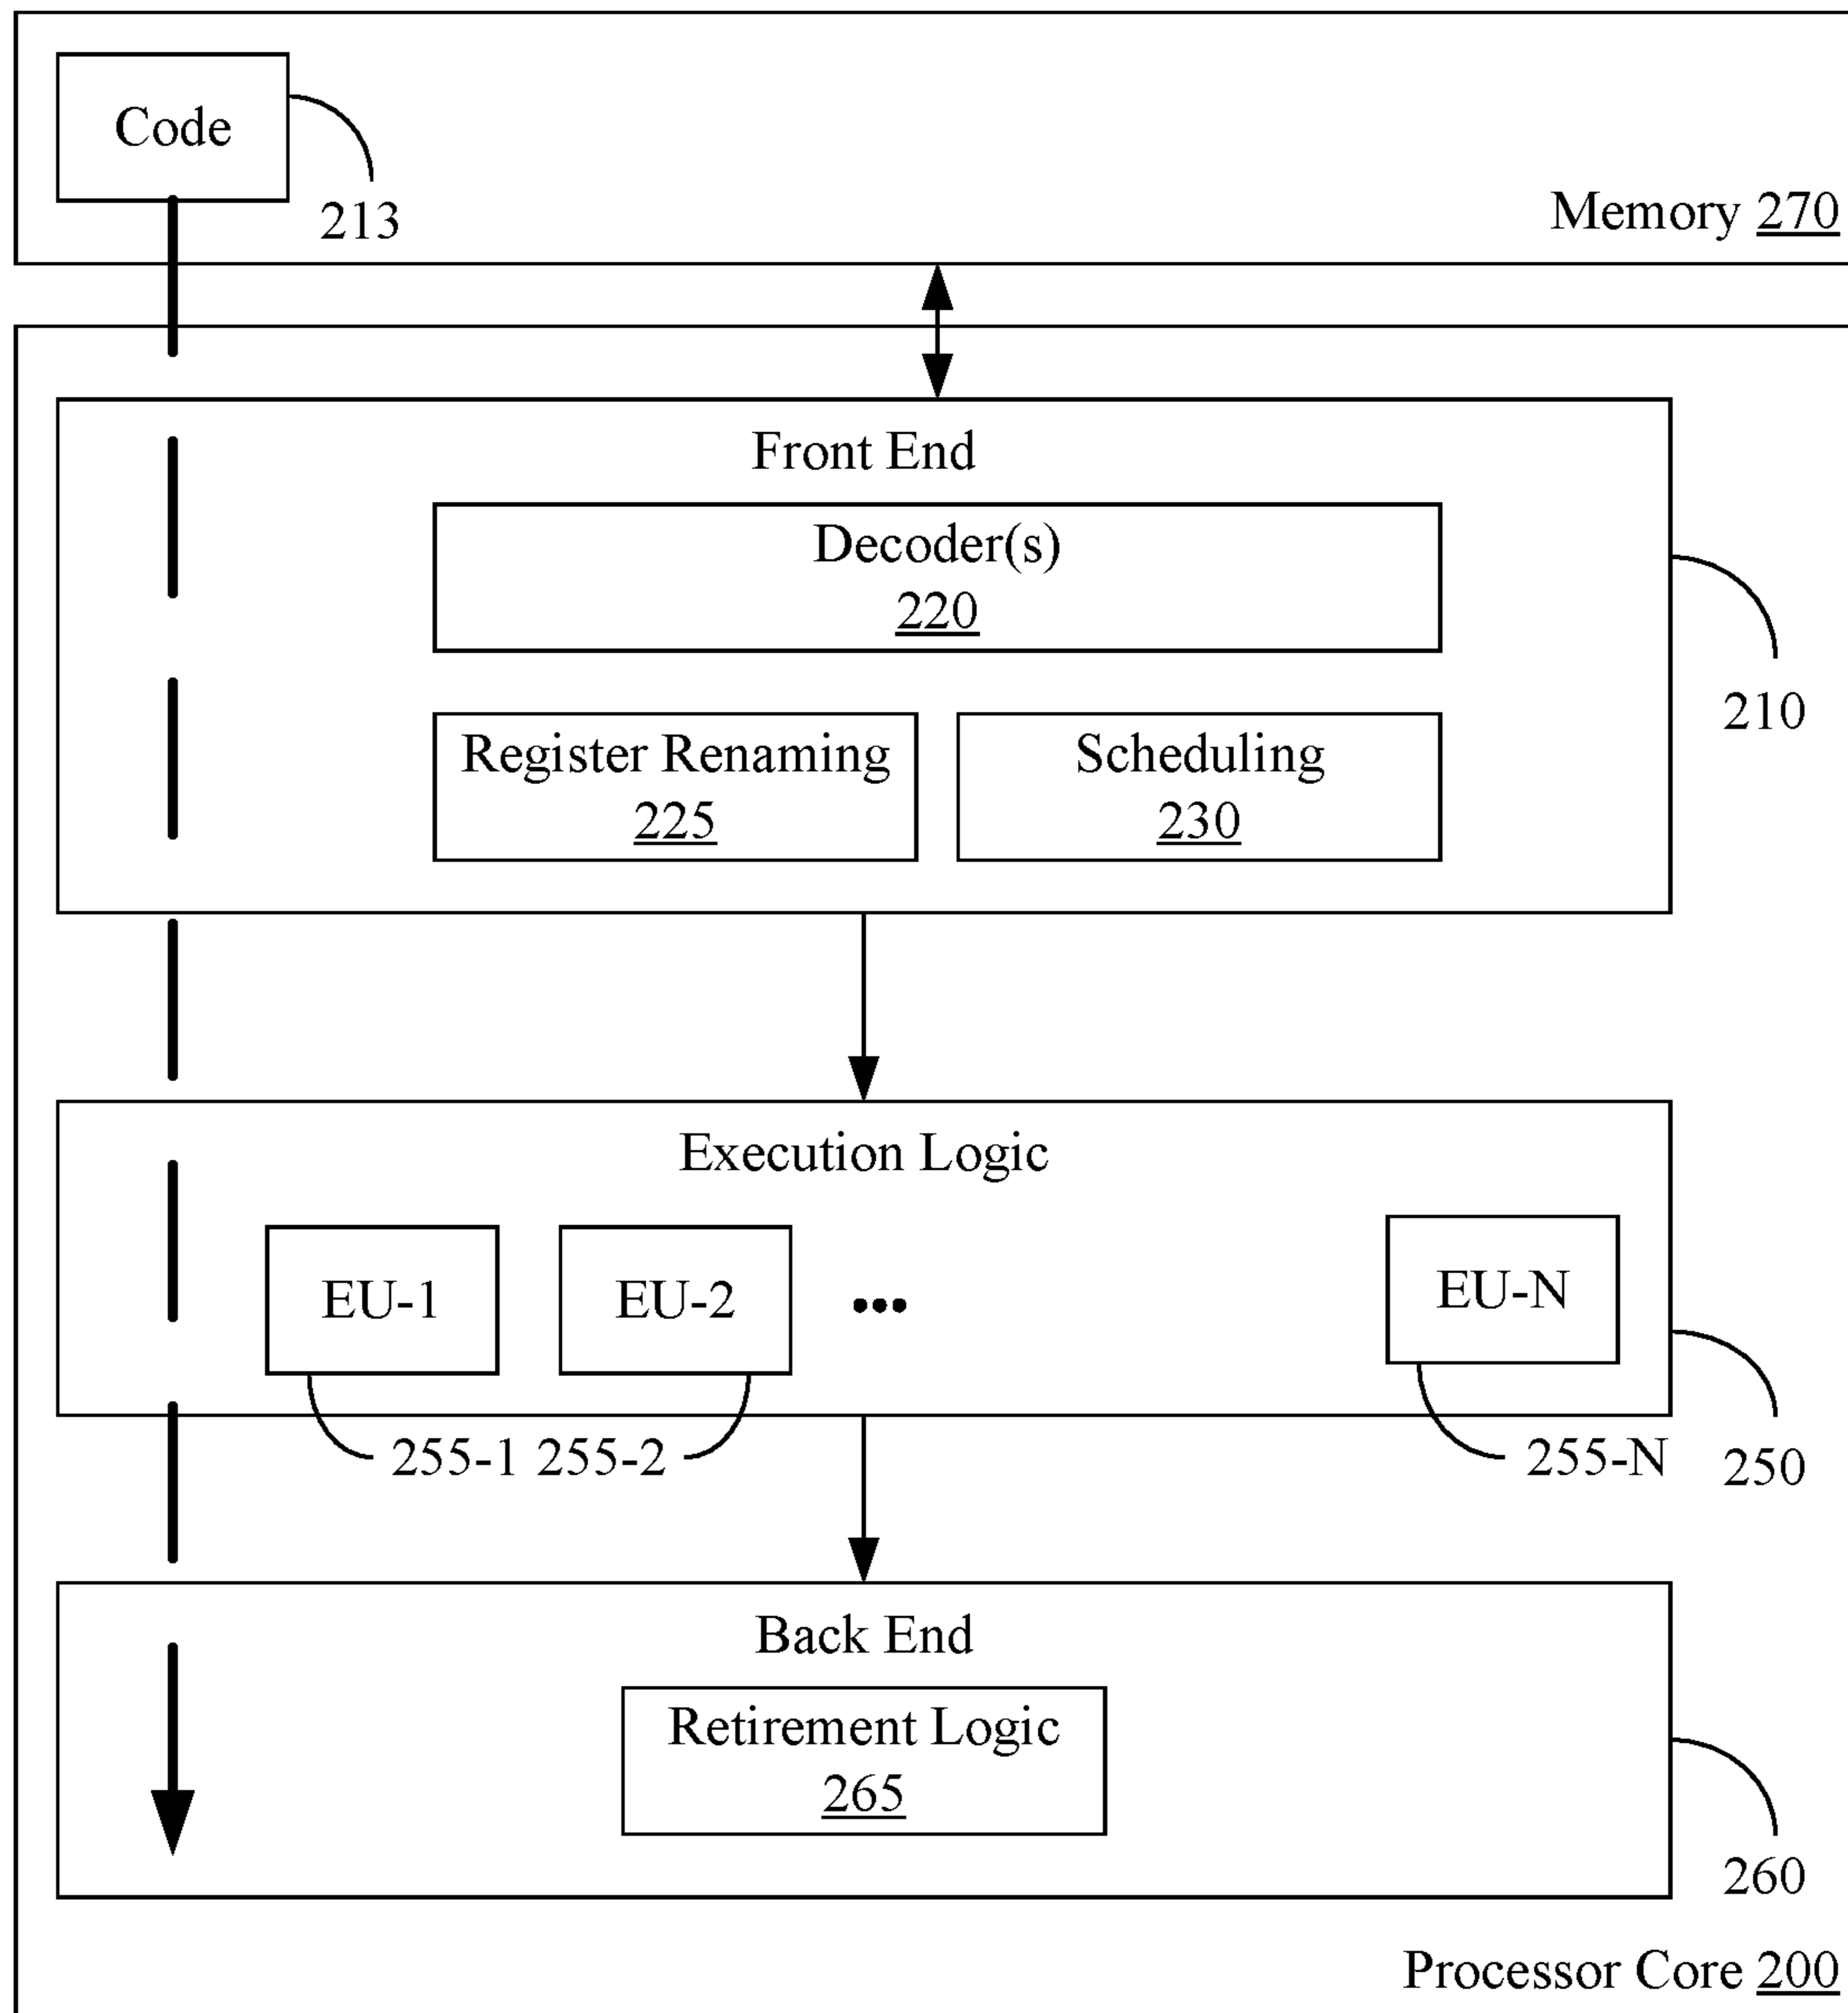 Code
213
Memory 270
Front End
Decoder(s)
220
210
Register Renaming
225
Scheduling
230
Execution Logic
EU-1
EU-2
•••
EU-N
255-1 255-2
255-N
250
Back End
Retirement Logic
265
260
Processor Core 200